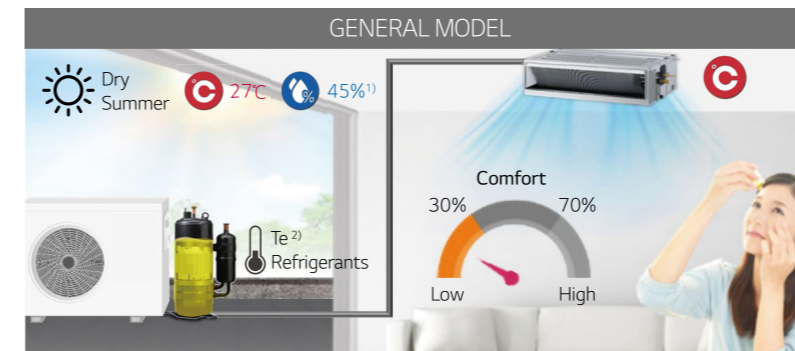 GENERAL MODEL
Dry
Summer
°C 27℃
% 45%¹⁾
°C
Comfort
30% 70%
Low High
Te ²⁾
Refrigerants